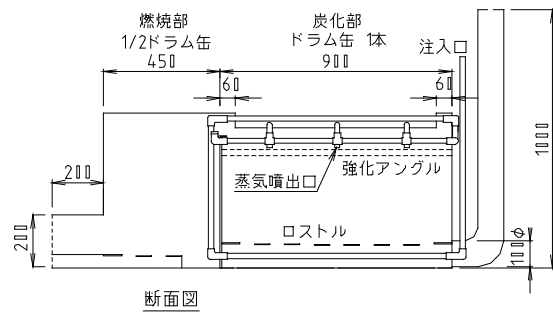 燃焼部
1/2ドラム缶
450
炭化部
ドラム缶 1本
900
注入口
60
60
1000
200
強化アングル
蒸気噴出口
200
ロストル
100φ
断面図